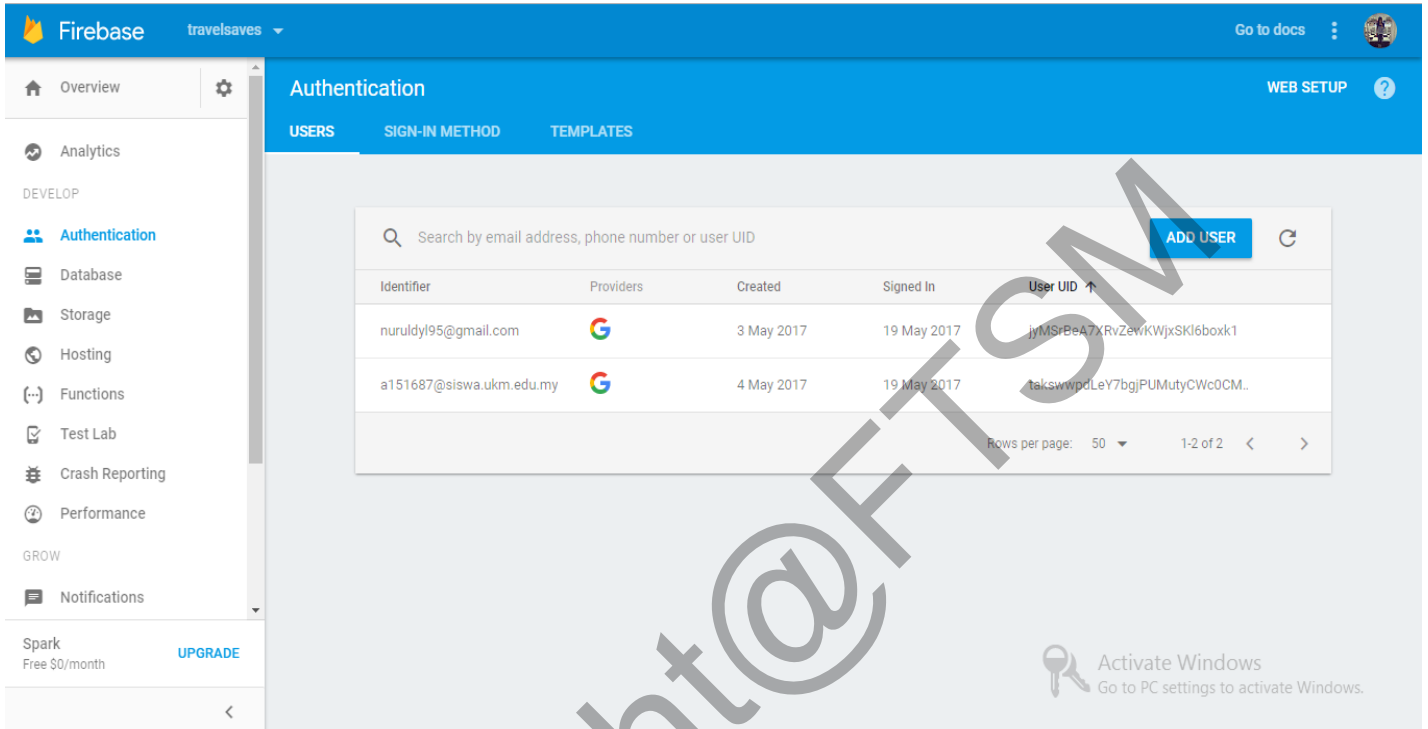 Firebase travelsaves Go to docs
Overview
Authentication WEB SETUP ?
USERS SIGN-IN METHOD TEMPLATES
Analytics
DEVELOP
Authentication
Database
Storage
Hosting
Functions
Test Lab
Crash Reporting
Performance
GROW
Notifications
Spark
Free $0/month
UPGRADE
Search by email address, phone number or user UID ADD USER
Identifier Providers Created Signed In User UID
nuruldyl95@gmail.com G 3 May 2017 19 May 2017 jyMSrBeA7XRvZewKWjxSKl6boxk1
a151687@siswa.ukm.edu.my G 4 May 2017 19 May 2017 takswwpdLeY7bgjPUMutyCWc0CM..
Rows per page: 50 1-2 of 2
ht@FTSM
Activate Windows
Go to PC settings to activate Windows.